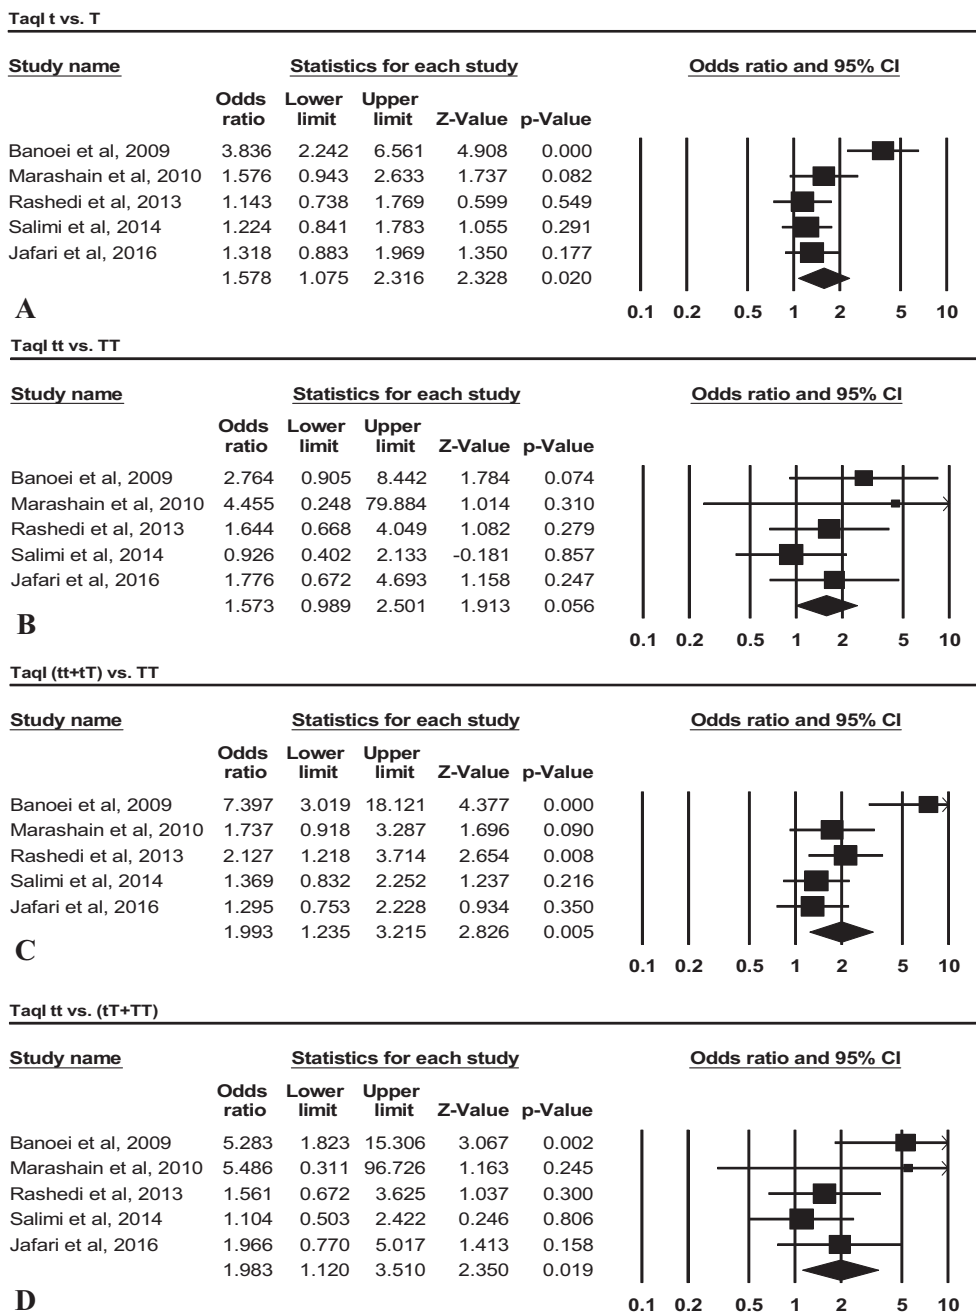 TaqI t vs. T
Study name Statistics for each study Odds ratio and 95% CI
Odds Lower Upper
ratio limit limit Z-Value p-Value
Banoei et al, 2009 3.836 2.242 6.561 4.908 0.000
Marashain et al, 2010 1.576 0.943 2.633 1.737 0.082
Rashedi et al, 2013 1.143 0.738 1.769 0.599 0.549
Salimi et al, 2014 1.224 0.841 1.783 1.055 0.291
Jafari et al, 2016 1.318 0.883 1.969 1.350 0.177
1.578 1.075 2.316 2.328 0.020
A 0.1 0.2 0.5 1 2 5 10
TaqI tt vs. TT
Study name Statistics for each study Odds ratio and 95% CI
Odds Lower Upper
ratio limit limit Z-Value p-Value
Banoei et al, 2009 2.764 0.905 8.442 1.784 0.074
Marashain et al, 2010 4.455 0.248 79.884 1.014 0.310
Rashedi et al, 2013 1.644 0.668 4.049 1.082 0.279
Salimi et al, 2014 0.926 0.402 2.133 -0.181 0.857
Jafari et al, 2016 1.776 0.672 4.693 1.158 0.247
1.573 0.989 2.501 1.913 0.056
B 0.1 0.2 0.5 1 2 5 10
TaqI (tt+tT) vs. TT
Study name Statistics for each study Odds ratio and 95% CI
Odds Lower Upper
ratio limit limit Z-Value p-Value
Banoei et al, 2009 7.397 3.019 18.121 4.377 0.000
Marashain et al, 2010 1.737 0.918 3.287 1.696 0.090
Rashedi et al, 2013 2.127 1.218 3.714 2.654 0.008
Salimi et al, 2014 1.369 0.832 2.252 1.237 0.216
Jafari et al, 2016 1.295 0.753 2.228 0.934 0.350
1.993 1.235 3.215 2.826 0.005
C 0.1 0.2 0.5 1 2 5 10
TaqI tt vs. (tT+TT)
Study name Statistics for each study Odds ratio and 95% CI
Odds Lower Upper
ratio limit limit Z-Value p-Value
Banoei et al, 2009 5.283 1.823 15.306 3.067 0.002
Marashain et al, 2010 5.486 0.311 96.726 1.163 0.245
Rashedi et al, 2013 1.561 0.672 3.625 1.037 0.300
Salimi et al, 2014 1.104 0.503 2.422 0.246 0.806
Jafari et al, 2016 1.966 0.770 5.017 1.413 0.158
1.983 1.120 3.510 2.350 0.019
D 0.1 0.2 0.5 1 2 5 10